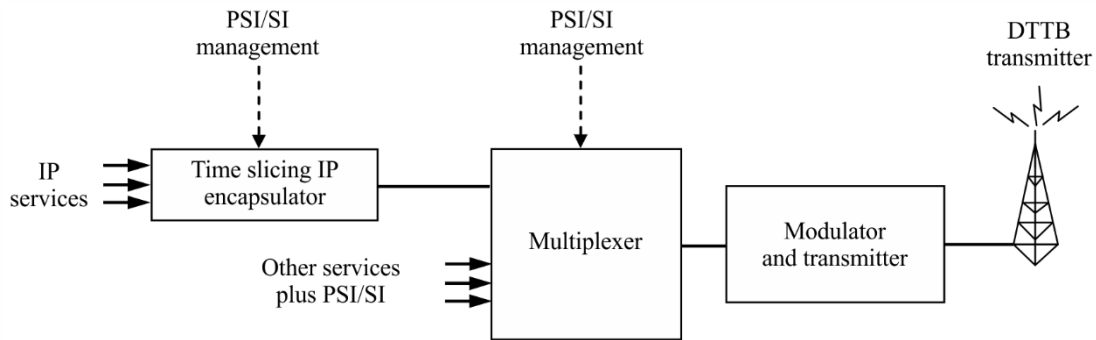 PSI/SI
management
PSI/SI
management
DTTB
transmitter
IP
services
Time slicing IP
encapsulator
Multiplexer
Modulator
and transmitter
Other services
plus PSI/SI